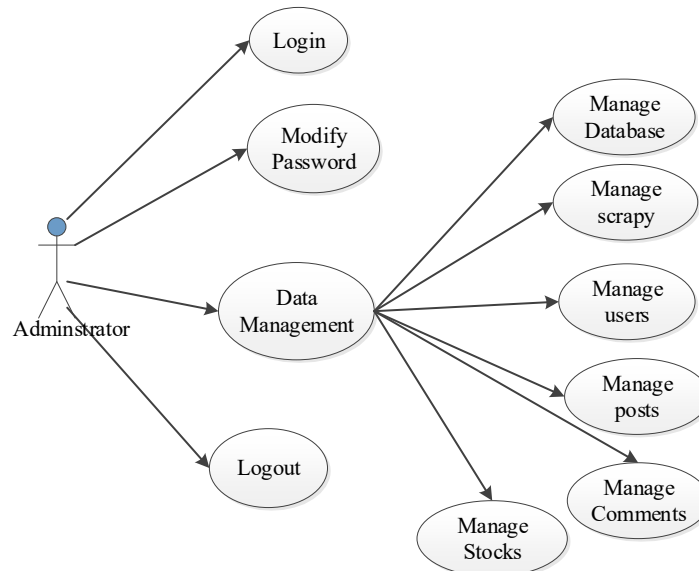 Login
Modify
Password
Adminstrator
Data
Management
Logout
Manage
Database
Manage
scrapy
Manage
users
Manage
posts
Manage
Comments
Manage
Stocks